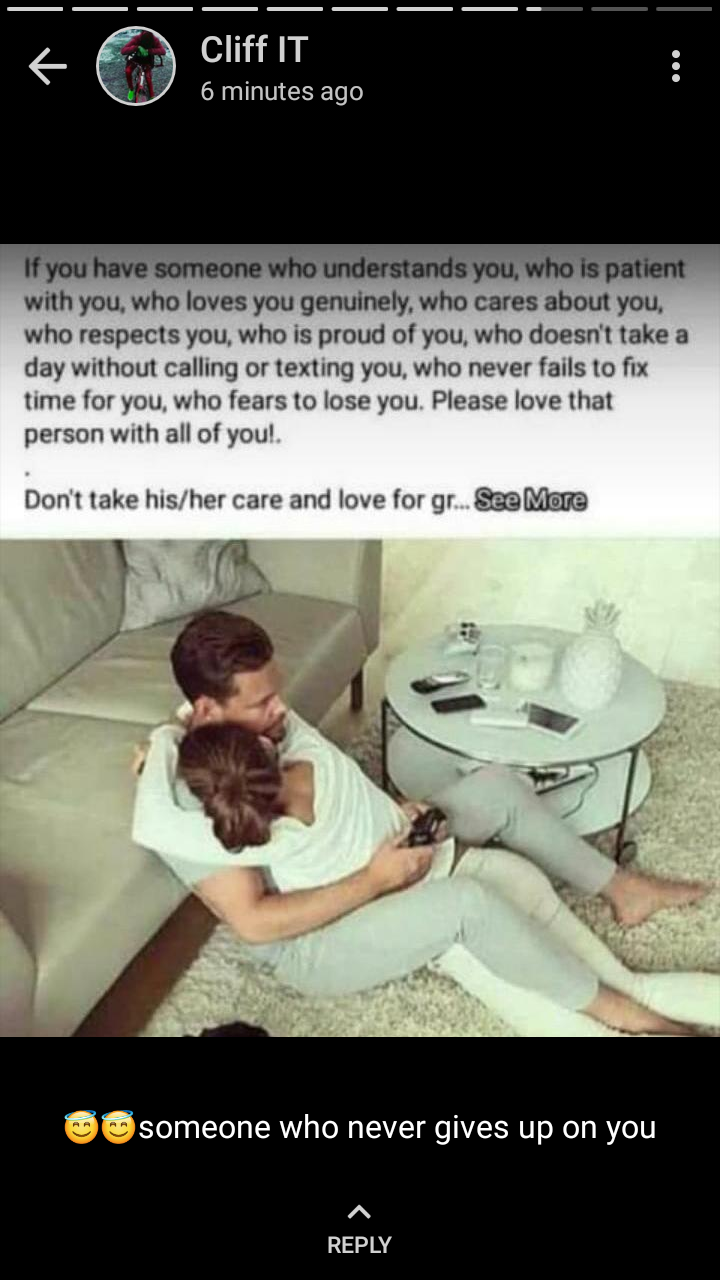 Cliff IT
6 minutes ago
If you have someone who understands you, who is patient
with you, who loves you genuinely, who cares about you,
who respects you, who is proud of you, who doesn't take a
day without calling or texting you, who never fails to fix
time for you, who fears to lose you. Please love that
person with all of you!.
.
Don't take his/her care and love for gr... See More
😇😇someone who never gives up on you
REPLY